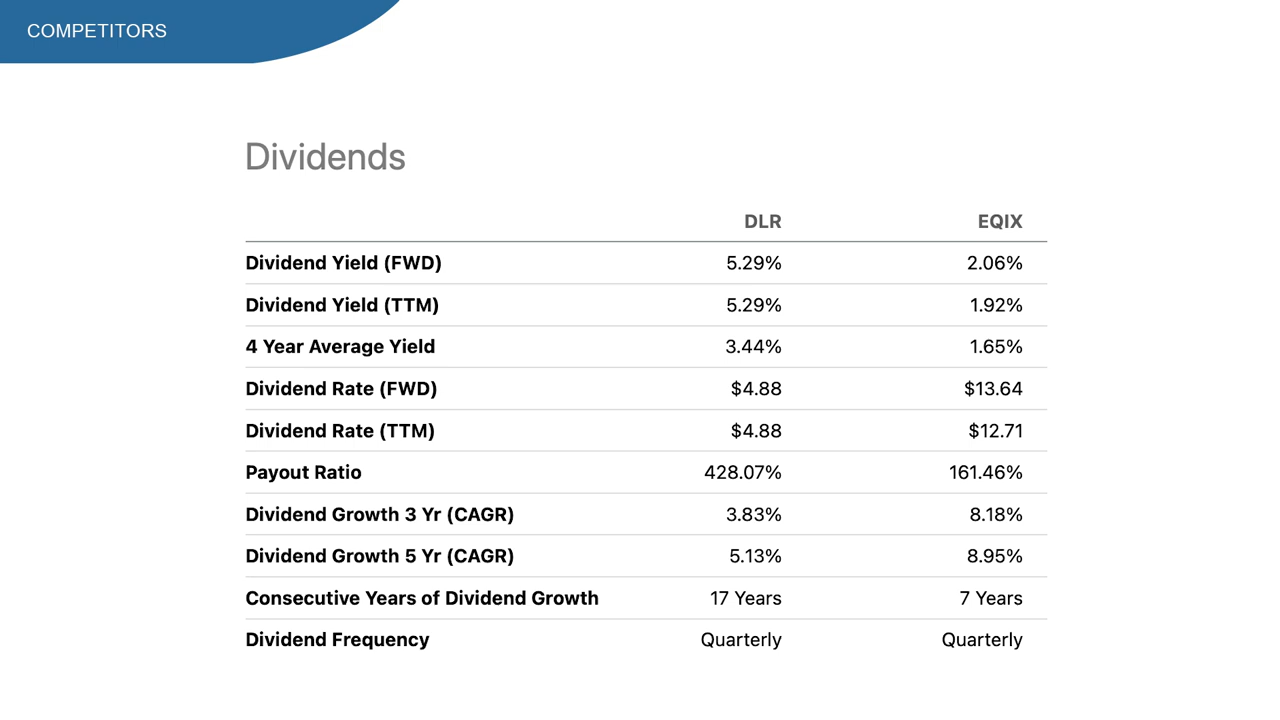 COMPETITORS
Dividends
DLR EQIX
Dividend Yield (FWD) 5.29% 2.06%
Dividend Yield (TTM) 5.29% 1.92%
4 Year Average Yield 3.44% 1.65%
Dividend Rate (FWD) $4.88 $13.64
Dividend Rate (TTM) $4.88 $12.71
Payout Ratio 428.07% 161.46%
Dividend Growth 3 Yr (CAGR) 3.83% 8.18%
Dividend Growth 5 Yr (CAGR) 5.13% 8.95%
Consecutive Years of Dividend Growth 17 Years 7 Years
Dividend Frequency Quarterly Quarterly